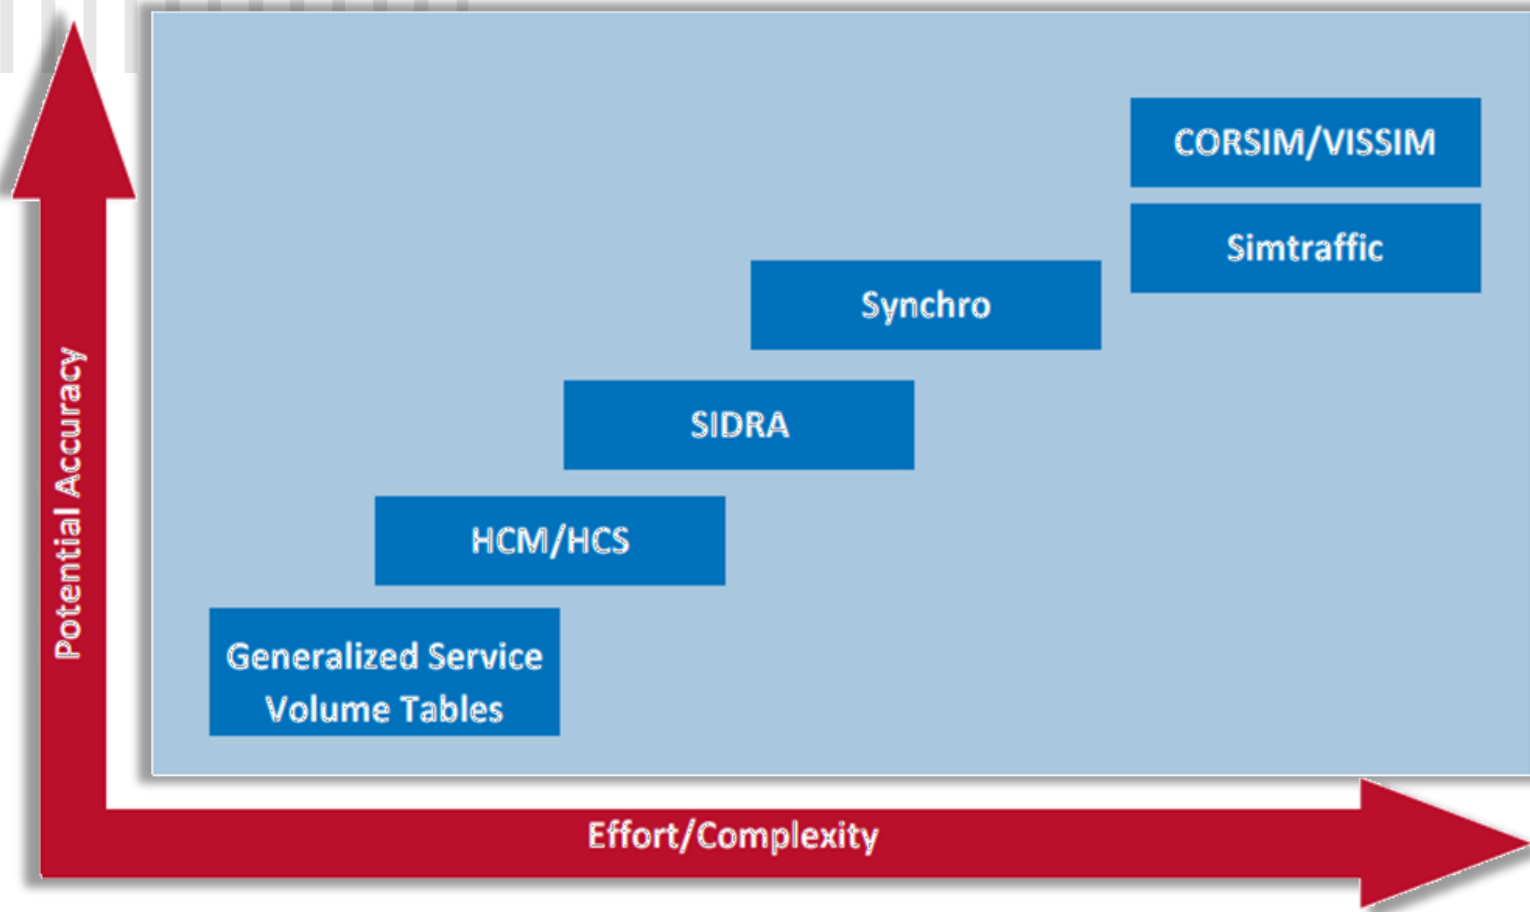 CORSIM/VISSIM
Simtraffic
Synchro
SIDRA
HCM/HCS
Generalized Service
Volume Tables
Potential Accuracy
Effort/Complexity